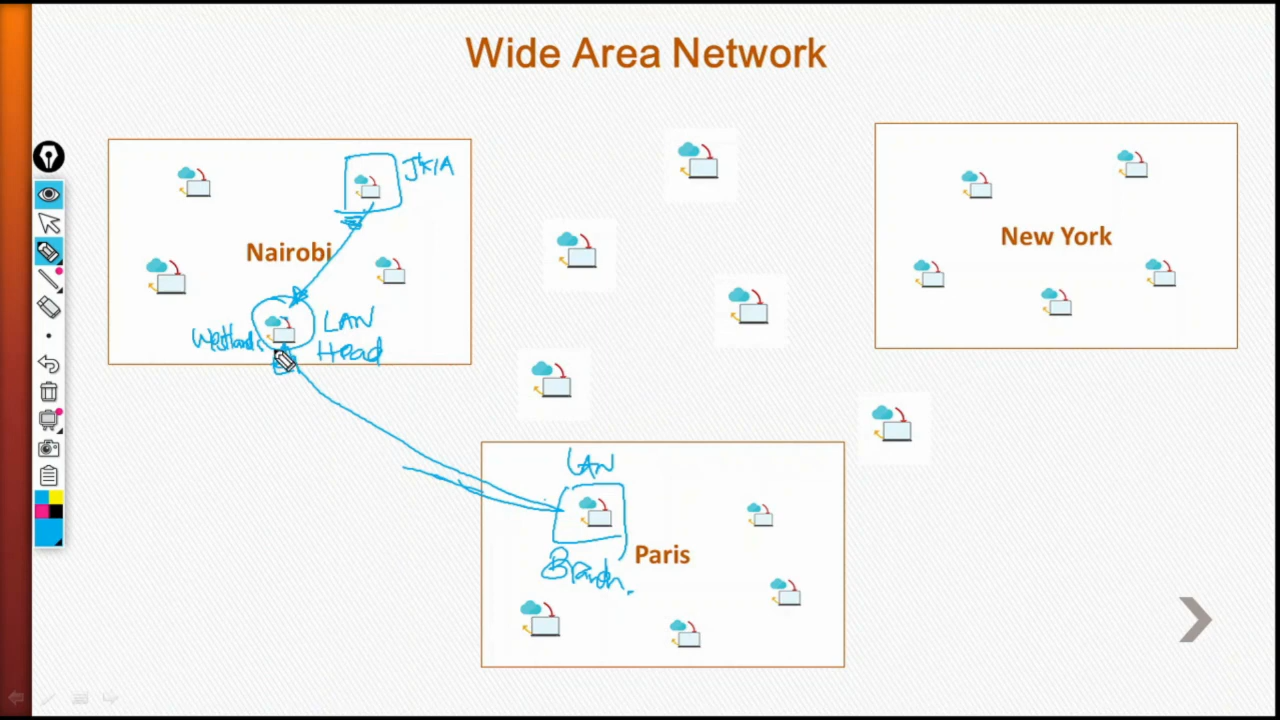 Wide Area Network
JKIA
Nairobi
New York
LAN
Head
LAN
Paris
Branch.